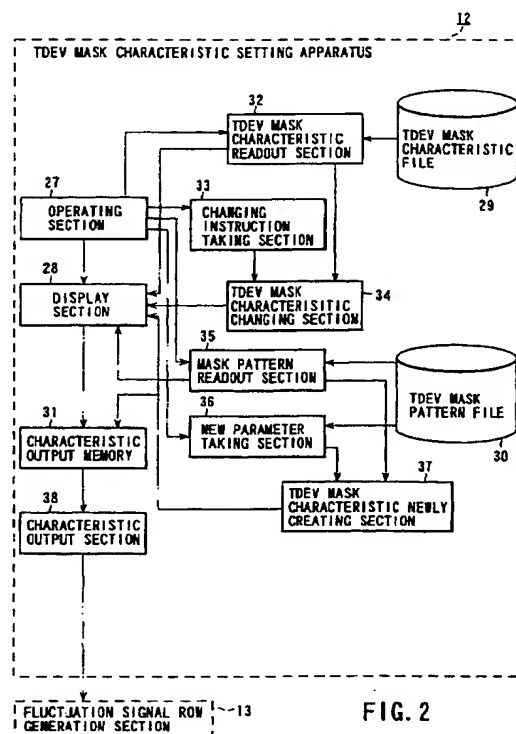 12
TDEV MASK CHARACTERISTIC SETTING APPARATUS
32
TDEV MASK
CHARACTERISTIC
READOUT SECTION
TDEV MASK
CHARACTERISTIC
FILE
29
27
OPERATING
SECTION
33
CHANGING
INSTRUCTION
TAKING SECTION
28
DISPLAY
SECTION
TDEV MASK
CHARACTERISTIC
CHANGING SECTION
34
35
MASK PATTERN
READOUT SECTION
TDEV MASK
PATTERN FILE
30
36
NEW PARAMETER
TAKING SECTION
31
CHARACTERISTIC
OUTPUT MEMORY
37
TDEV MASK
CHARACTERISTIC NEWLY
CREATING SECTION
38
CHARACTERISTIC
OUTPUT SECTION
FLUCTUATION SIGNAL ROW
GENERATION SECTION
13
FIG. 2